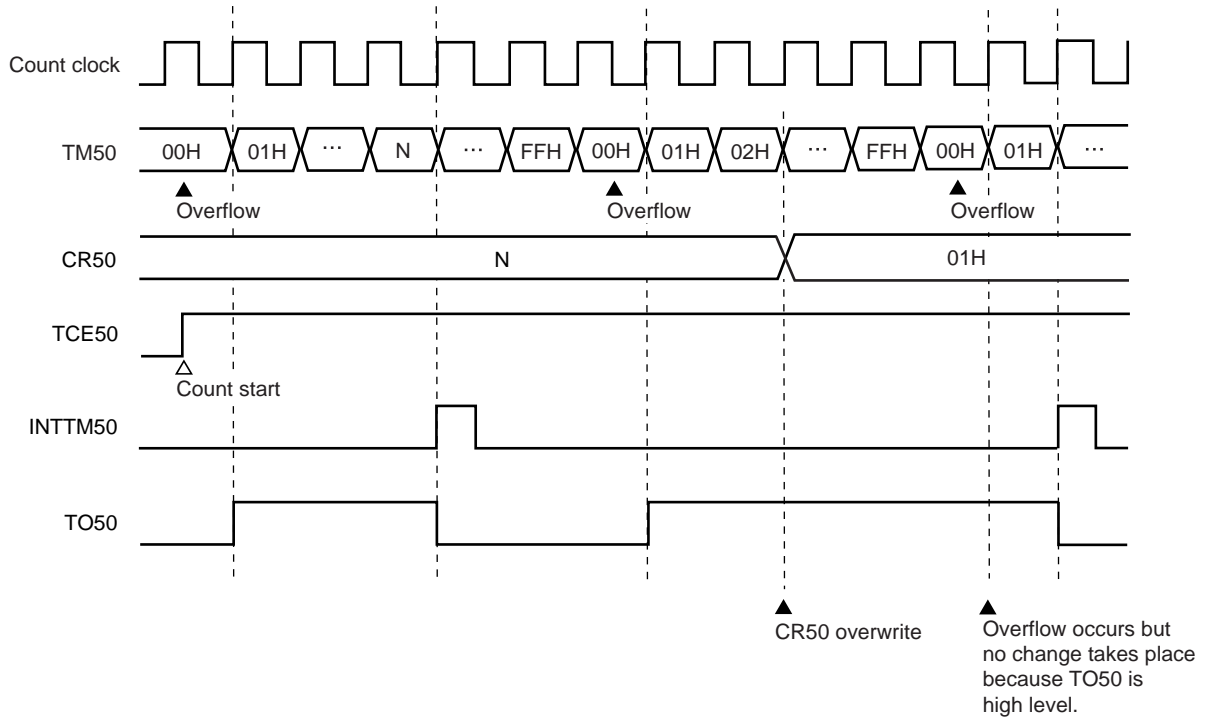 Count clock
TM50 00H 01H ... N ... FFH 00H 01H 02H ... FFH 00H 01H ...
Overflow Overflow Overflow
CR50 N 01H
TCE50
Count start
INTTM50
TO50
CR50 overwrite
Overflow occurs but
no change takes place
because TO50 is
high level.